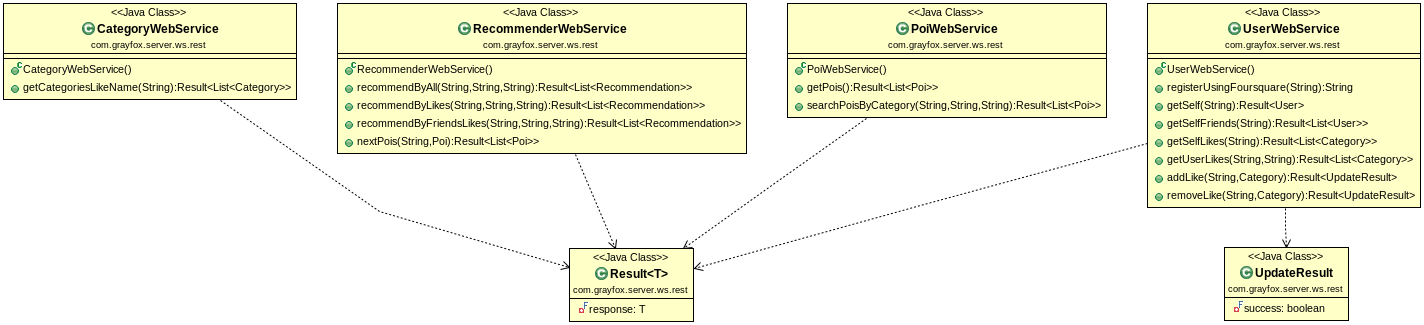 <<Java Class>>
CategoryWebService
com.grayfox.server.ws.rest
CategoryWebService()
getCategoriesLikeName(String):Result<List<Category>>
<<Java Class>>
RecommenderWebService
com.grayfox.server.ws.rest
RecommenderWebService()
recommendByAll(String,String,String):Result<List<Recommendation>>
recommendByLikes(String,String,String):Result<List<Recommendation>>
recommendByFriendsLikes(String,String,String):Result<List<Recommendation>>
nextPois(String,Poi):Result<List<Poi>>
<<Java Class>>
PoiWebService
com.grayfox.server.ws.rest
PoiWebService()
getPois():Result<List<Poi>>
searchPoisByCategory(String,String,String):Result<List<Poi>>
<<Java Class>>
UserWebService
com.grayfox.server.ws.rest
UserWebService()
registerUsingFoursquare(String):String
getSelf(String):Result<User>
getSelfFriends(String):Result<List<User>>
getSelfLikes(String):Result<List<Category>>
getUserLikes(String,String):Result<List<Category>>
addLike(String,Category):Result<UpdateResult>
removeLike(String,Category):Result<UpdateResult>
<<Java Class>>
Result<T>
com.grayfox.server.ws.rest
response: T
<<Java Class>>
UpdateResult
com.grayfox.server.ws.rest
success: boolean